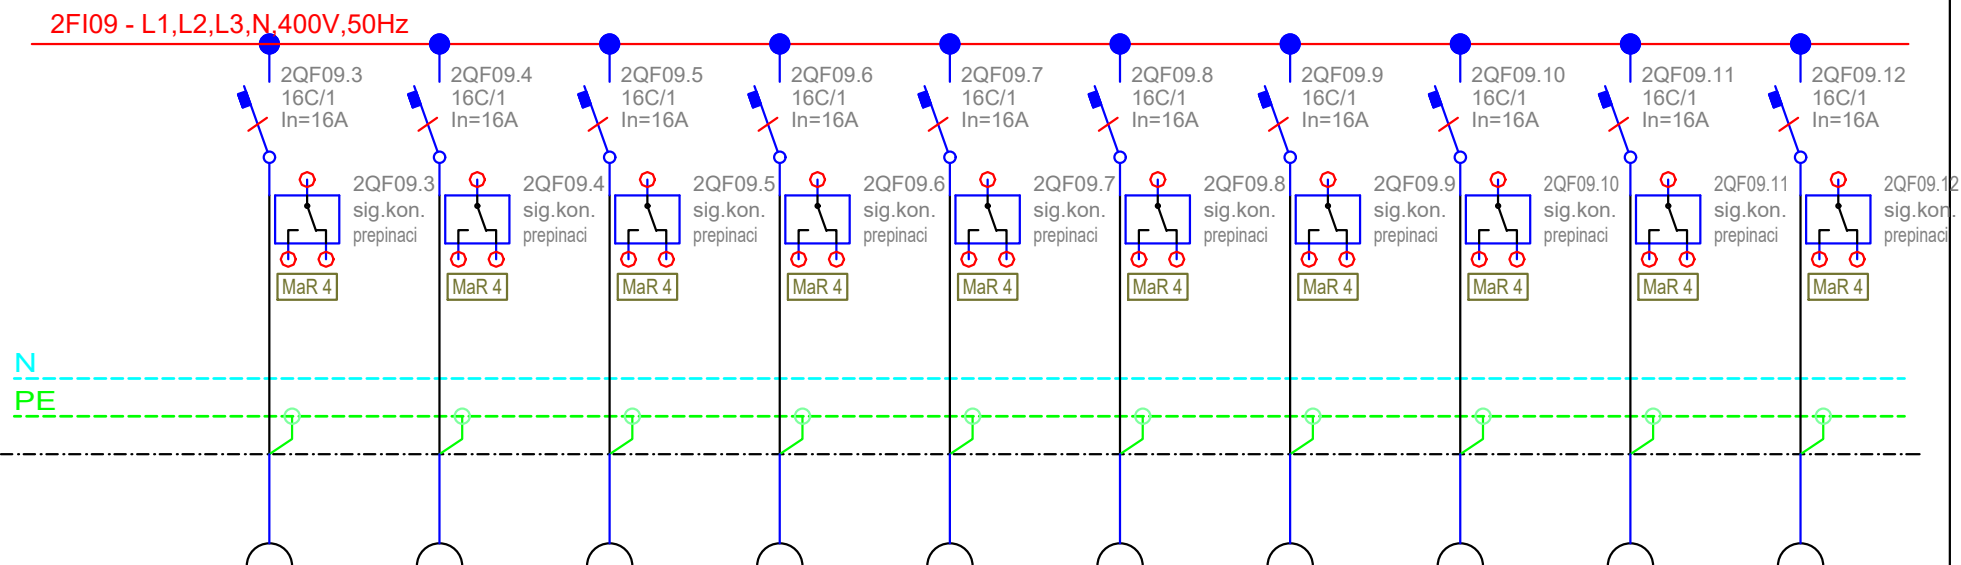 2FI09 - L1,L2,L3,N,400V,50Hz
2QF09.3
16C/1
In=16A
2QF09.4
16C/1
In=16A
2QF09.5
16C/1
In=16A
2QF09.6
16C/1
In=16A
2QF09.7
16C/1
In=16A
2QF09.8
16C/1
In=16A
2QF09.9
16C/1
In=16A
2QF09.10
16C/1
In=16A
2QF09.11
16C/1
In=16A
2QF09.12
16C/1
In=16A
2QF09.3
sig.kon.
prepinaci
MaR 4
2QF09.4
sig.kon.
prepinaci
MaR 4
2QF09.5
sig.kon.
prepinaci
MaR 4
2QF09.6
sig.kon.
prepinaci
MaR 4
2QF09.7
sig.kon.
prepinaci
MaR 4
2QF09.8
sig.kon.
prepinaci
MaR 4
2QF09.9
sig.kon.
prepinaci
MaR 4
2QF09.10
sig.kon.
prepinaci
MaR 4
2QF09.11
sig.kon.
prepinaci
MaR 4
2QF09.12
sig.kon.
prepinaci
MaR 4
N
PE